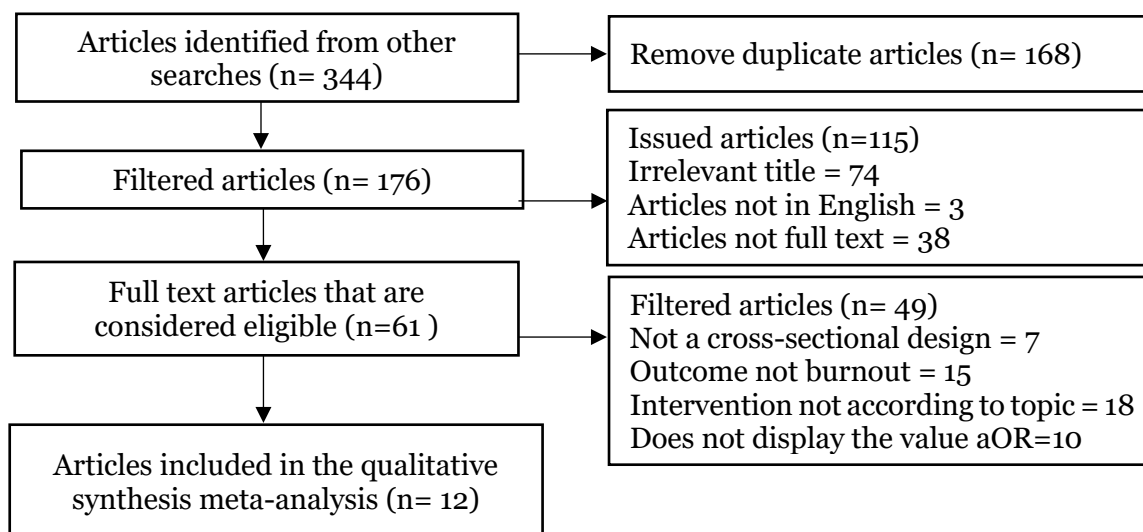 Articles identified from other
searches (n= 344)
Remove duplicate articles (n= 168)
Filtered articles (n= 176)
Issued articles (n=115)
Irrelevant title = 74
Articles not in English = 3
Articles not full text = 38
Full text articles that are
considered eligible (n=61 )
Filtered articles (n= 49)
Not a cross-sectional design = 7
Outcome not burnout = 15
Intervention not according to topic = 18
Does not display the value aOR=10
Articles included in the qualitative
synthesis meta-analysis (n= 12)